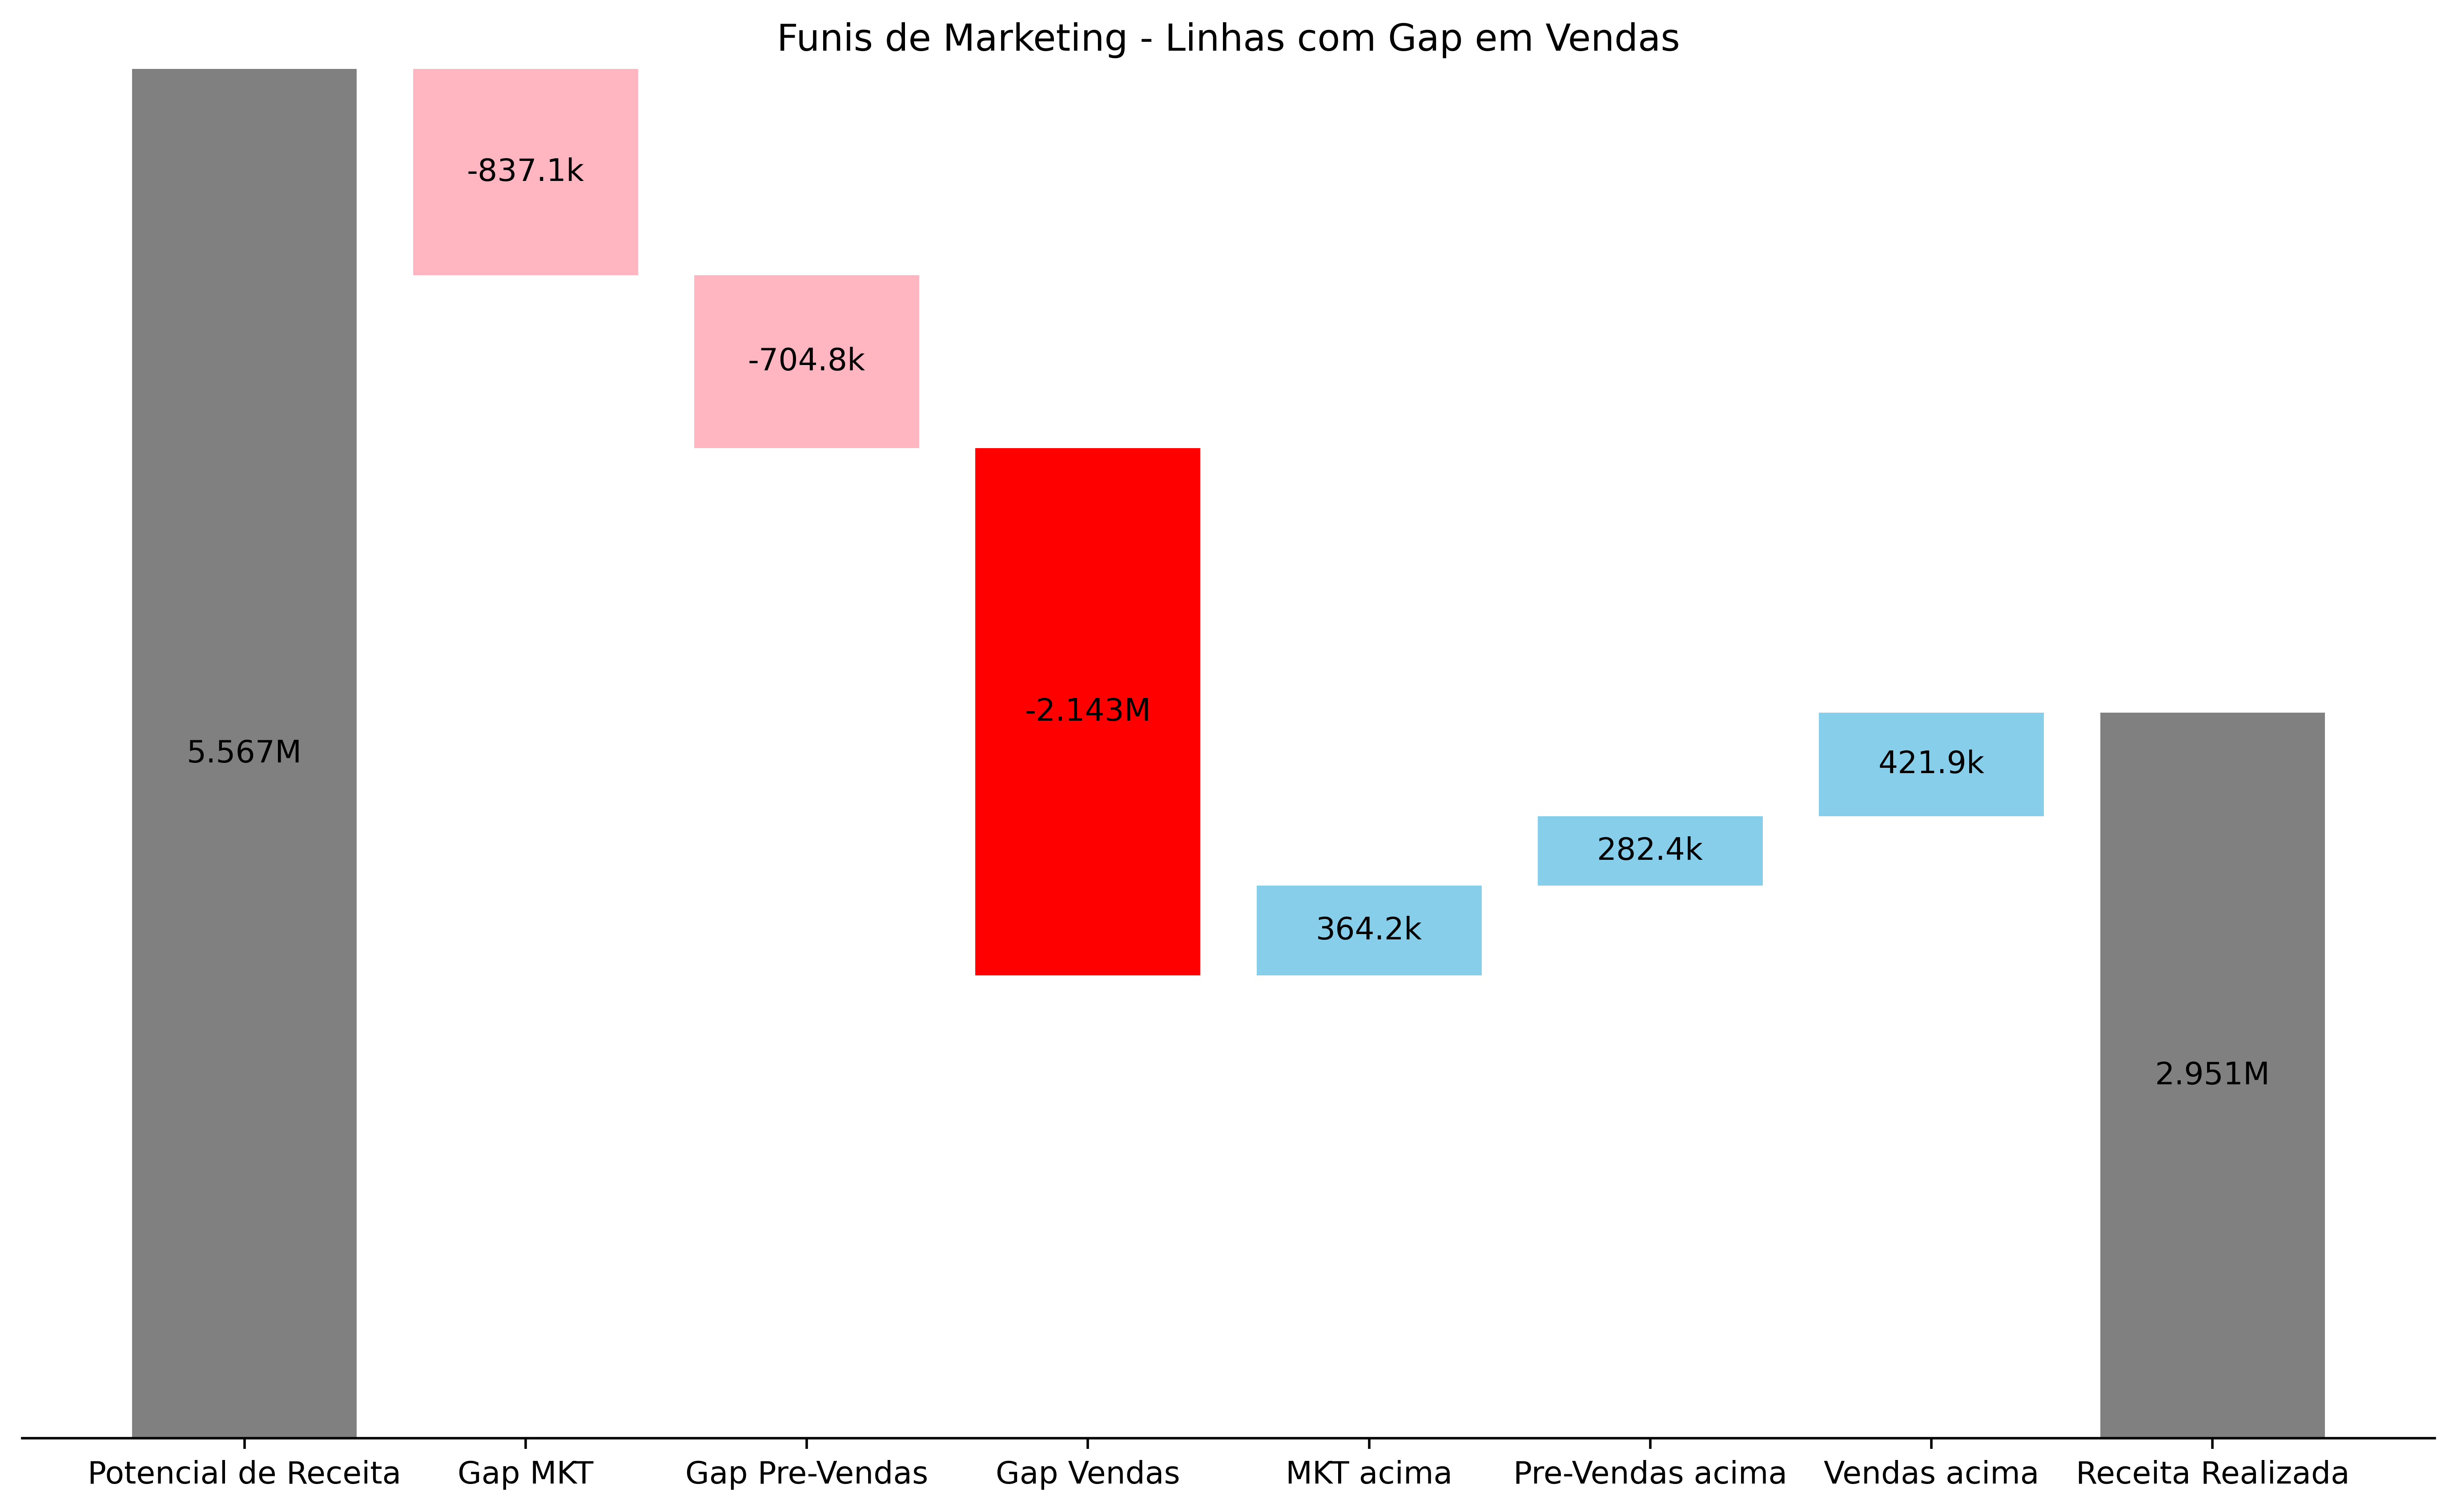 Funis de Marketing - Linhas com Gap em Vendas
-837.1k
-704.8k
-2.143M
5.567M
421.9k
282.4k
364.2k
2.951M
Potencial de Receita
Gap MKT
Gap Pre-Vendas
Gap Vendas
MKT acima
Pre-Vendas acima
Vendas acima
Receita Realizada